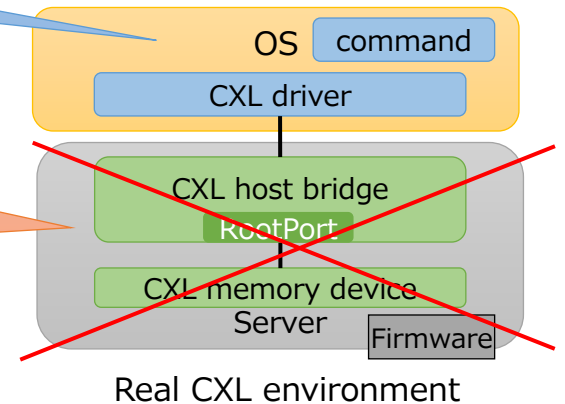 OS
command
CXL driver
CXL host bridge
RootPort
CXL memory device
Server
Firmware
Real CXL environment